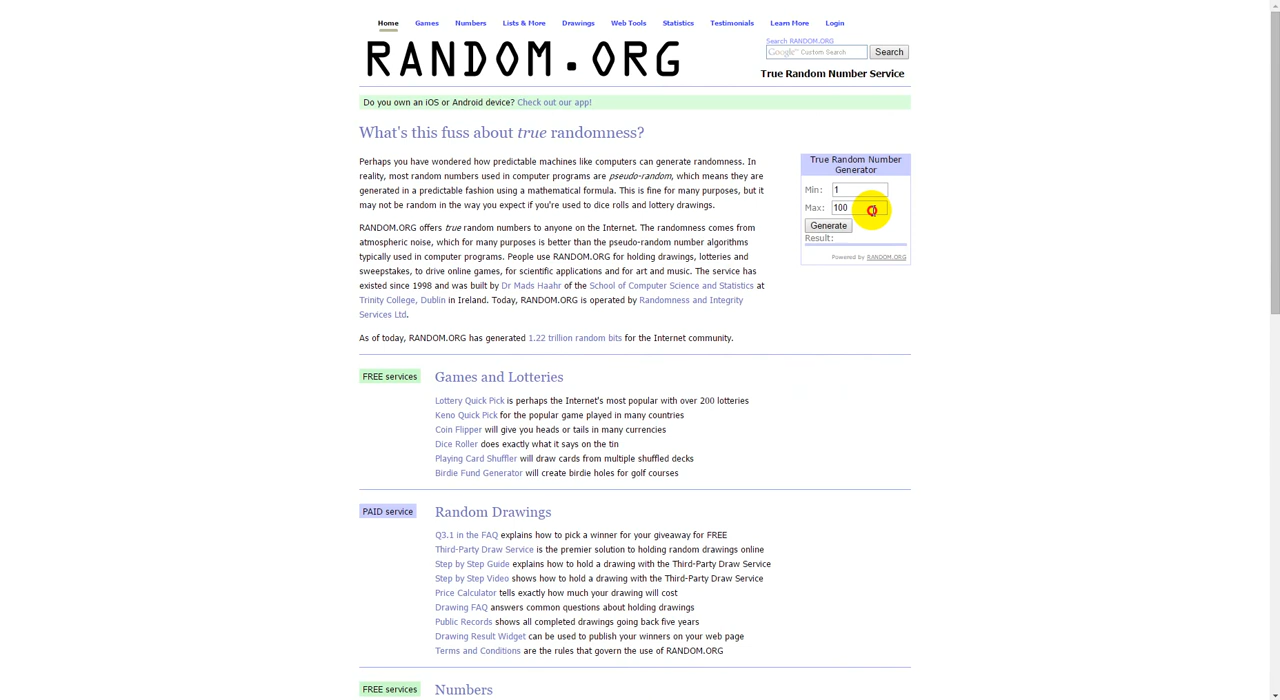 Home Games Numbers Lists & More Drawings Web Tools Statistics Testimonials Learn More Login
RANDOM.ORG
Search RANDOM.ORG
Google™ Custom Search Search
True Random Number Service
Do you own an iOS or Android device? Check out our app!
What's this fuss about true randomness?
Perhaps you have wondered how predictable machines like computers can generate randomness. In
reality, most random numbers used in computer programs are pseudo-random, which means they are
generated in a predictable fashion using a mathematical formula. This is fine for many purposes, but it
may not be random in the way you expect if you're used to dice rolls and lottery drawings.
RANDOM.ORG offers true random numbers to anyone on the Internet. The randomness comes from
atmospheric noise, which for many purposes is better than the pseudo-random number algorithms
typically used in computer programs. People use RANDOM.ORG for holding drawings, lotteries and
sweepstakes, to drive online games, for scientific applications and for art and music. The service has
existed since 1998 and was built by Dr Mads Haahr of the School of Computer Science and Statistics at
Trinity College, Dublin in Ireland. Today, RANDOM.ORG is operated by Randomness and Integrity
Services Ltd.
As of today, RANDOM.ORG has generated 1.22 trillion random bits for the Internet community.
True Random Number
Generator
Min: 1
Max: 100
Generate
Result:
Powered by RANDOM.ORG
FREE services
Games and Lotteries
Lottery Quick Pick is perhaps the Internet's most popular with over 200 lotteries
Keno Quick Pick for the popular game played in many countries
Coin Flipper will give you heads or tails in many currencies
Dice Roller does exactly what it says on the tin
Playing Card Shuffler will draw cards from multiple shuffled decks
Birdie Fund Generator will create birdie holes for golf courses
PAID service
Random Drawings
Q3.1 in the FAQ explains how to pick a winner for your giveaway for FREE
Third-Party Draw Service is the premier solution to holding random drawings online
Step by Step Guide explains how to hold a drawing with the Third-Party Draw Service
Step by Step Video shows how to hold a drawing with the Third-Party Draw Service
Price Calculator tells exactly how much your drawing will cost
Drawing FAQ answers common questions about holding drawings
Public Records shows all completed drawings going back five years
Drawing Result Widget can be used to publish your winners on your web page
Terms and Conditions are the rules that govern the use of RANDOM.ORG
FREE services
Numbers